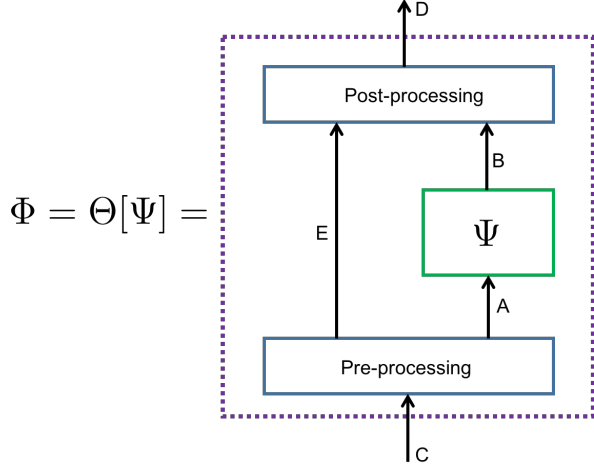 D
Post-processing
B
Φ = Θ[Ψ] =
E
Ψ
A
Pre-processing
C